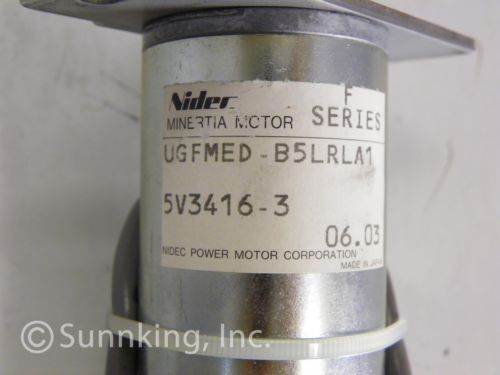 Nidec
MINERTIA MOTOR
F
SERIES
UGFMED-B5LRLA1
5V3416-3
06.03
NIDEC POWER MOTOR CORPORATION
MADE IN JAPAN
© Sunnking, Inc.